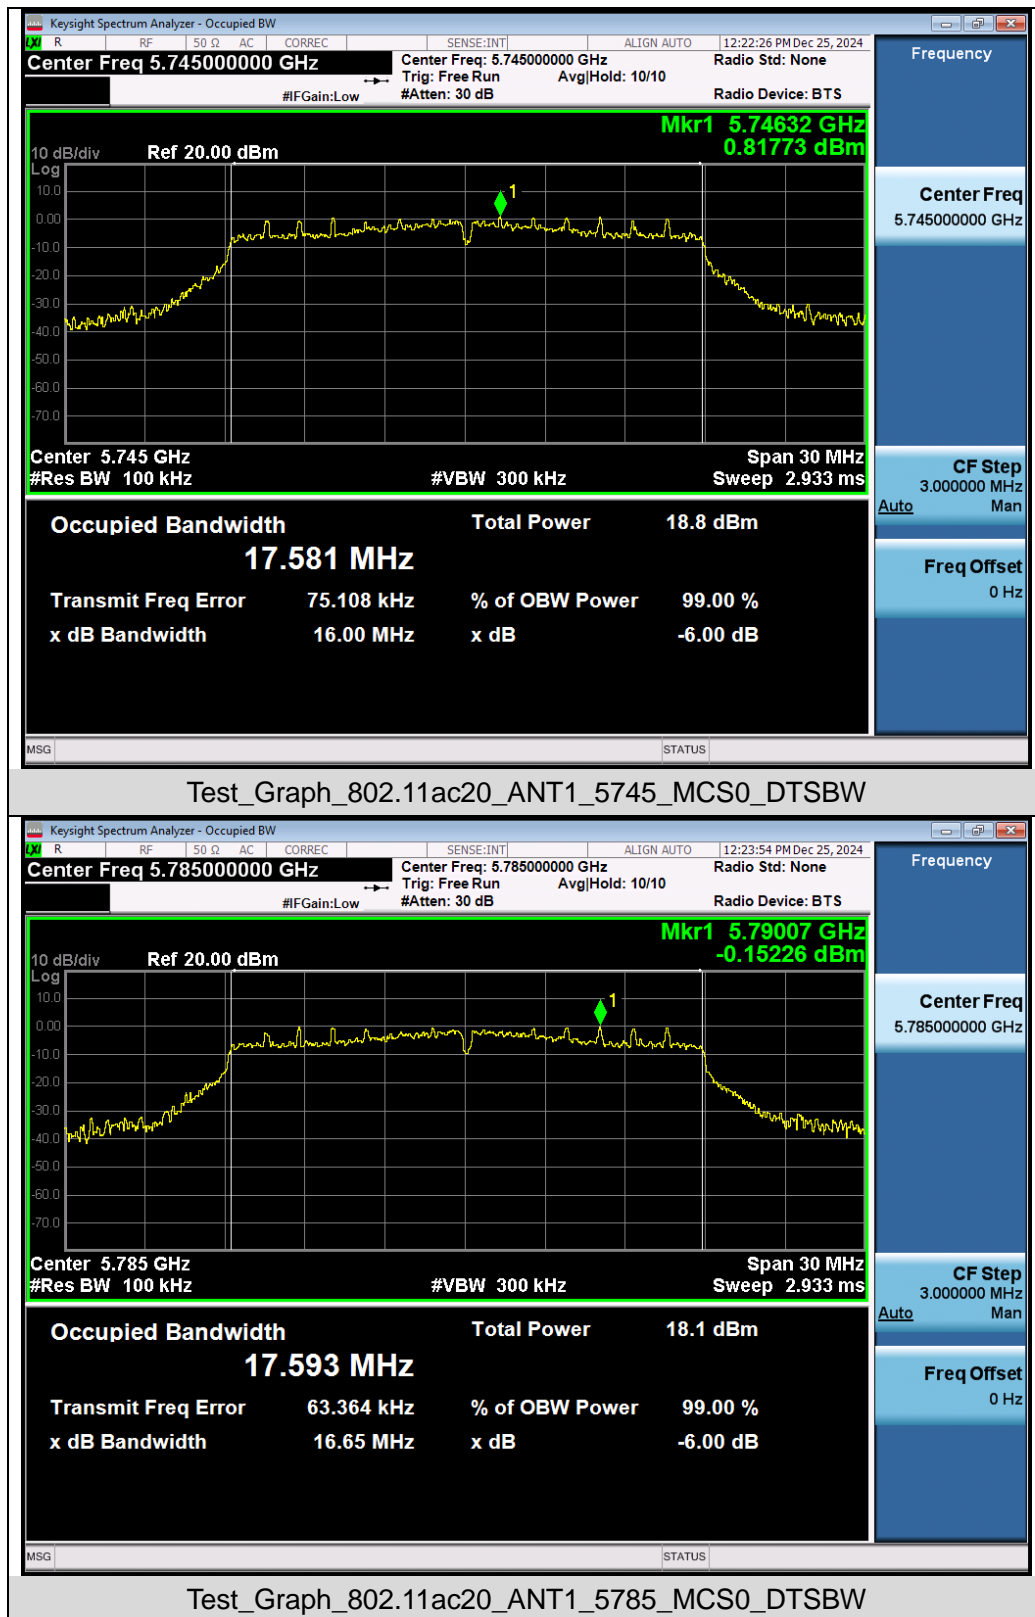 Keysight Spectrum Analyzer - Occupied BW
LXI R RF 50 Ω AC CORREC SENSE:INT ALIGN AUTO 12:22:26 PM Dec 25, 2024
Center Freq 5.745000000 GHz
Center Freq: 5.745000000 GHz Radio Std: None
Trig: Free Run Avg|Hold: 10/10
#IFGain:Low #Atten: 30 dB Radio Device: BTS
Frequency
Mkr1 5.74632 GHz
0.81773 dBm
10 dB/div Ref 20.00 dBm
Log
10.0
0.00
-10.0
-20.0
-30.0
-40.0
-50.0
-60.0
-70.0
1
Center 5.745 GHz Span 30 MHz
#Res BW 100 kHz #VBW 300 kHz Sweep 2.933 ms
Center Freq
5.745000000 GHz
CF Step
3.000000 MHz
Auto Man
Freq Offset
0 Hz
Occupied Bandwidth Total Power 18.8 dBm
17.581 MHz
Transmit Freq Error 75.108 kHz % of OBW Power 99.00 %
x dB Bandwidth 16.00 MHz x dB -6.00 dB
MSG STATUS
Test_Graph_802.11ac20_ANT1_5745_MCS0_DTSBW
Keysight Spectrum Analyzer - Occupied BW
LXI R RF 50 Ω AC CORREC SENSE:INT ALIGN AUTO 12:23:54 PM Dec 25, 2024
Center Freq 5.785000000 GHz
Center Freq: 5.785000000 GHz Radio Std: None
Trig: Free Run Avg|Hold: 10/10
#IFGain:Low #Atten: 30 dB Radio Device: BTS
Frequency
Mkr1 5.79007 GHz
-0.15226 dBm
10 dB/div Ref 20.00 dBm
Log
10.0
0.00
-10.0
-20.0
-30.0
-40.0
-50.0
-60.0
-70.0
1
Center 5.785 GHz Span 30 MHz
#Res BW 100 kHz #VBW 300 kHz Sweep 2.933 ms
Center Freq
5.785000000 GHz
CF Step
3.000000 MHz
Auto Man
Freq Offset
0 Hz
Occupied Bandwidth Total Power 18.1 dBm
17.593 MHz
Transmit Freq Error 63.364 kHz % of OBW Power 99.00 %
x dB Bandwidth 16.65 MHz x dB -6.00 dB
MSG STATUS
Test_Graph_802.11ac20_ANT1_5785_MCS0_DTSBW